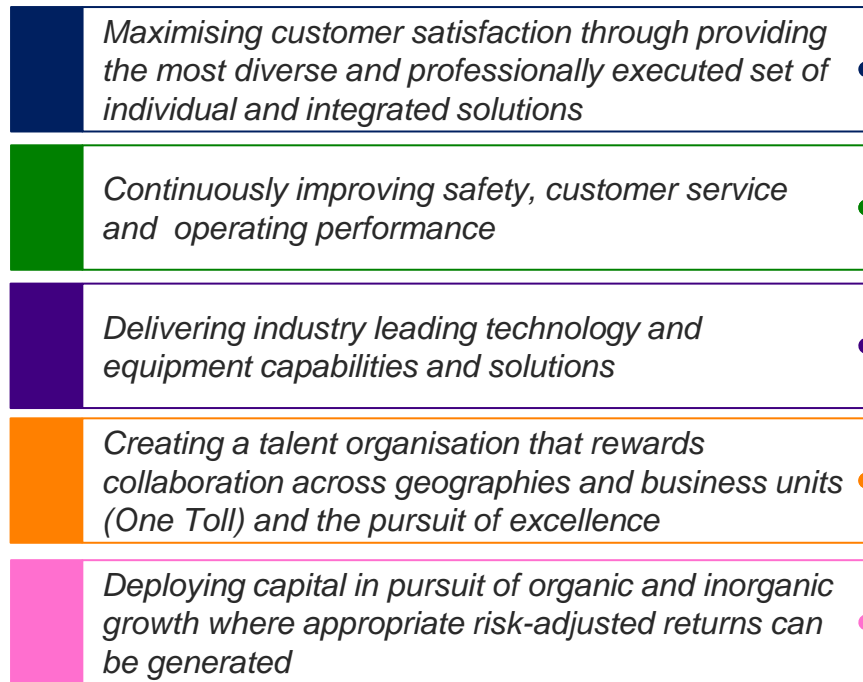 Maximising customer satisfaction through providing
the most diverse and professionally executed set of
individual and integrated solutions
Continuously improving safety, customer service
and  operating performance
Delivering industry leading technology and
equipment capabilities and solutions
Creating a talent organisation that rewards
collaboration across geographies and business units
(One Toll) and the pursuit of excellence
Deploying capital in pursuit of organic and inorganic
growth where appropriate risk-adjusted returns can
be generated